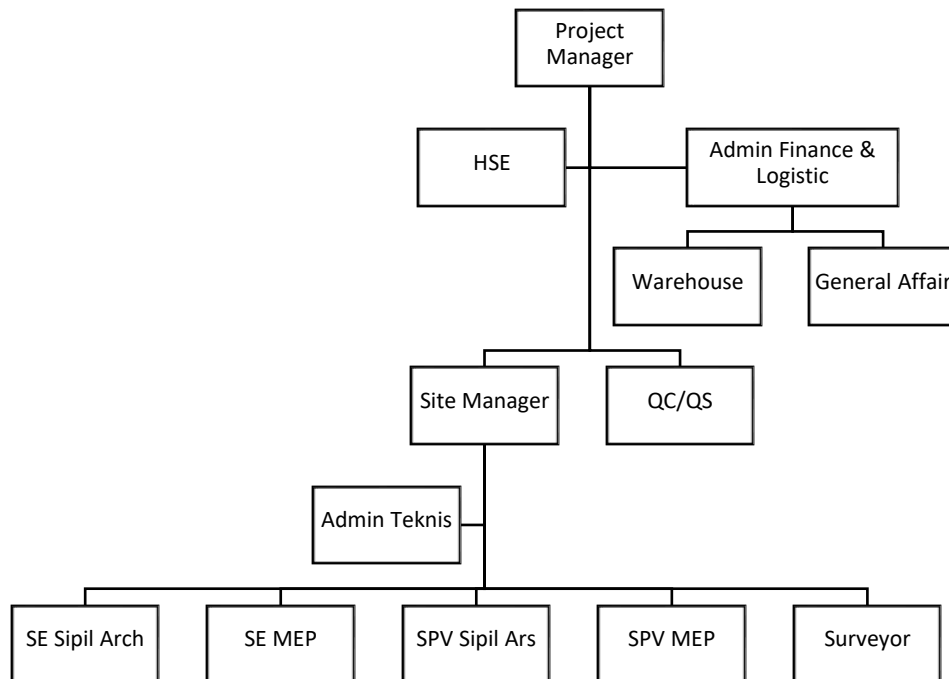 Project
Manager
HSE
Admin Finance &
Logistic
Warehouse
General Affair
Site Manager
QC/QS
Admin Teknis
SE Sipil Arch
SE MEP
SPV Sipil Ars
SPV MEP
Surveyor